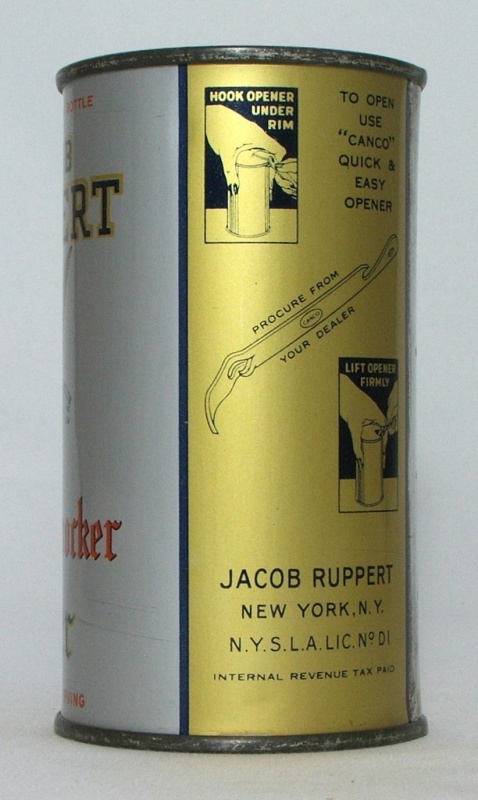 HOOK OPENER
UNDER
RIM
TO OPEN
USE
"CANCO"
QUICK &
EASY
OPENER
PROCURE FROM
CANCO
YOUR DEALER
LIFT OPENER
FIRMLY
JACOB RUPPERT
NEW YORK, N.Y.
N.Y.S.L.A. LIC. Nº D1
INTERNAL REVENUE TAX PAID